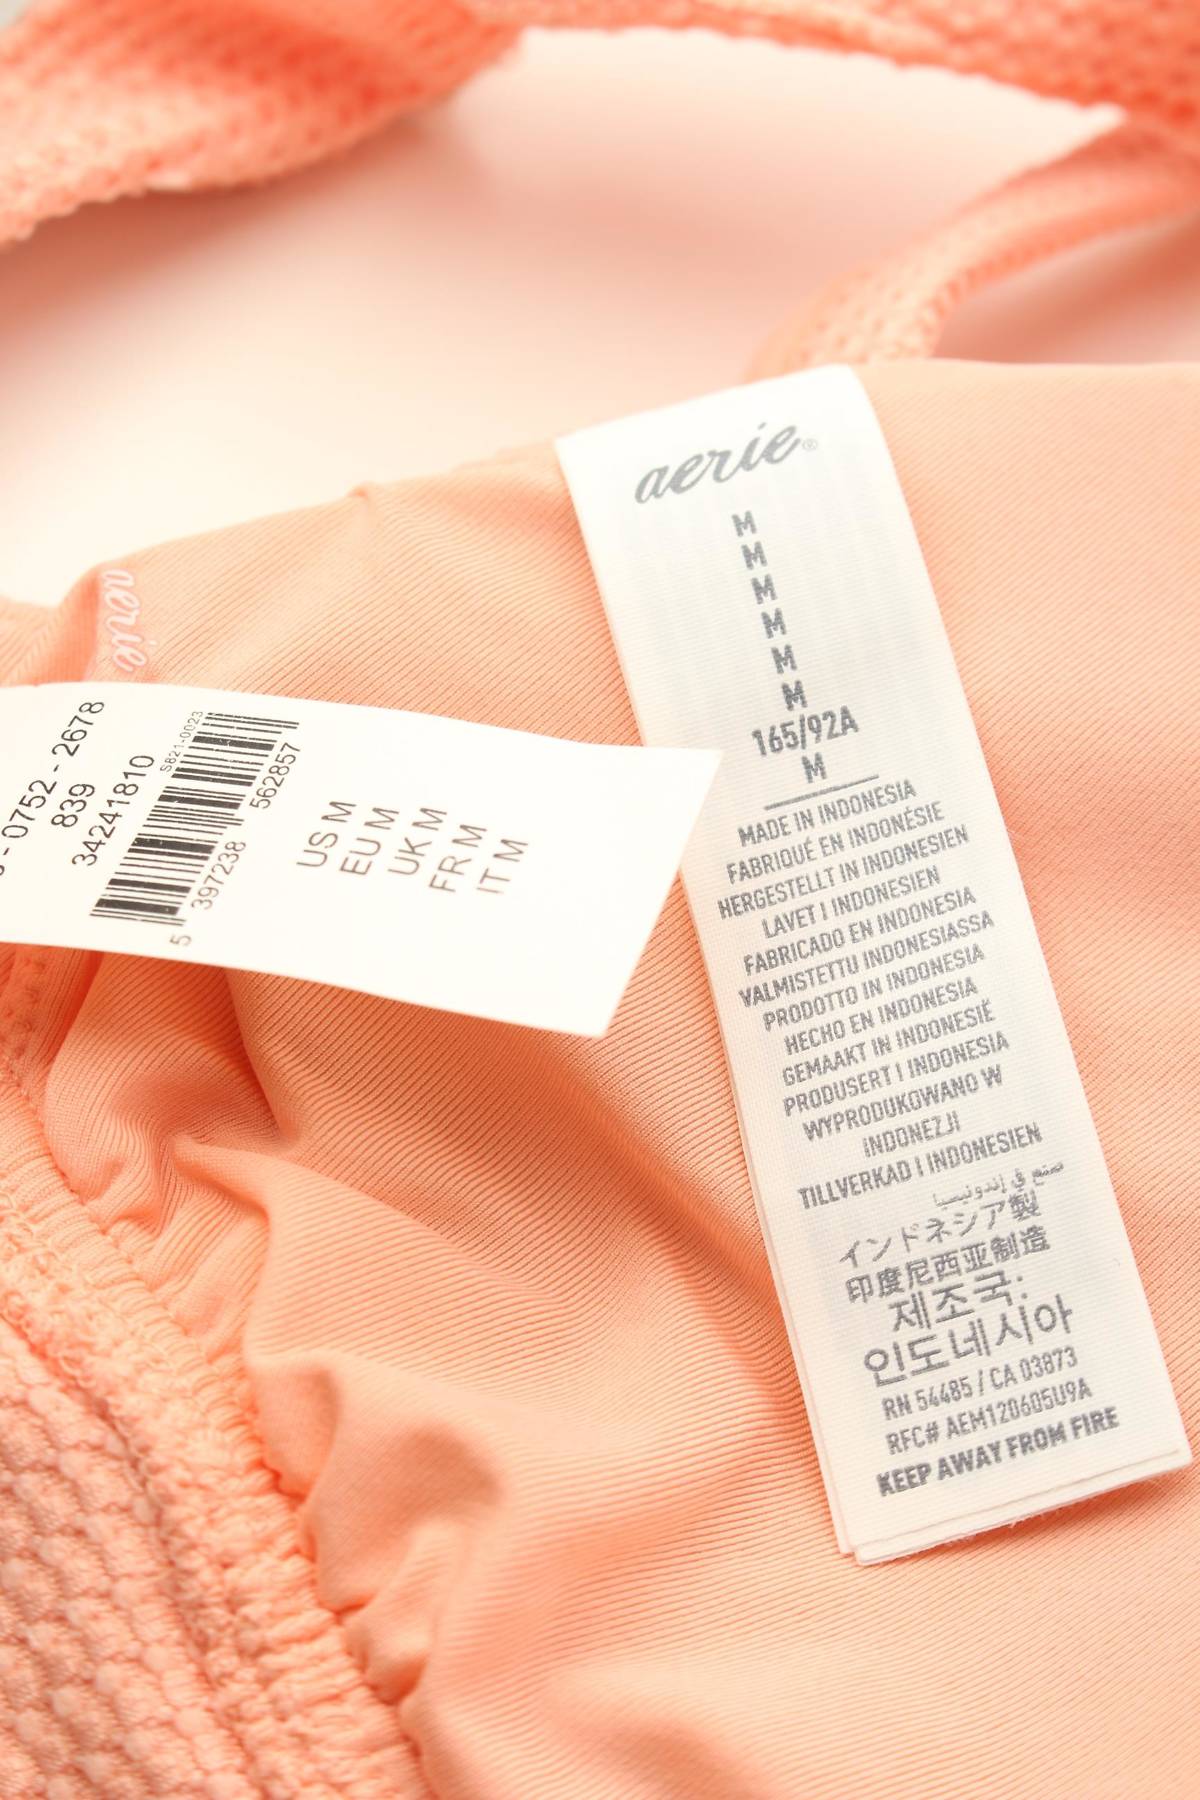 aerie®
M
M
M
M
M
M
165/92A
M
MADE IN INDONESIA
FABRIQUÉ EN INDONÉSIE
HERGESTELLT IN INDONESIEN
LAVET I INDONESIEN
FABRICADO EN INDONESIA
VALMISTETTU INDONESIASSA
PRODOTTO IN INDONESIA
HECHO EN INDONESIA
GEMAAKT IN INDONESIË
PRODUSERT I INDONESIA
WYPRODUKOWANO W
INDONEZJI
TILLVERKAD I INDONESIEN
صنع في إندونيسيا
インドネシア製
印度尼西亚制造
제조국:
인도네시아
RN 54485 / CA 03873
RFC# AEM120605U9A
KEEP AWAY FROM FIRE
aerie
- 0752 - 2678
839
34241810
S821-0023
5 397238 562857
US M
EU M
UK M
FR M
IT M